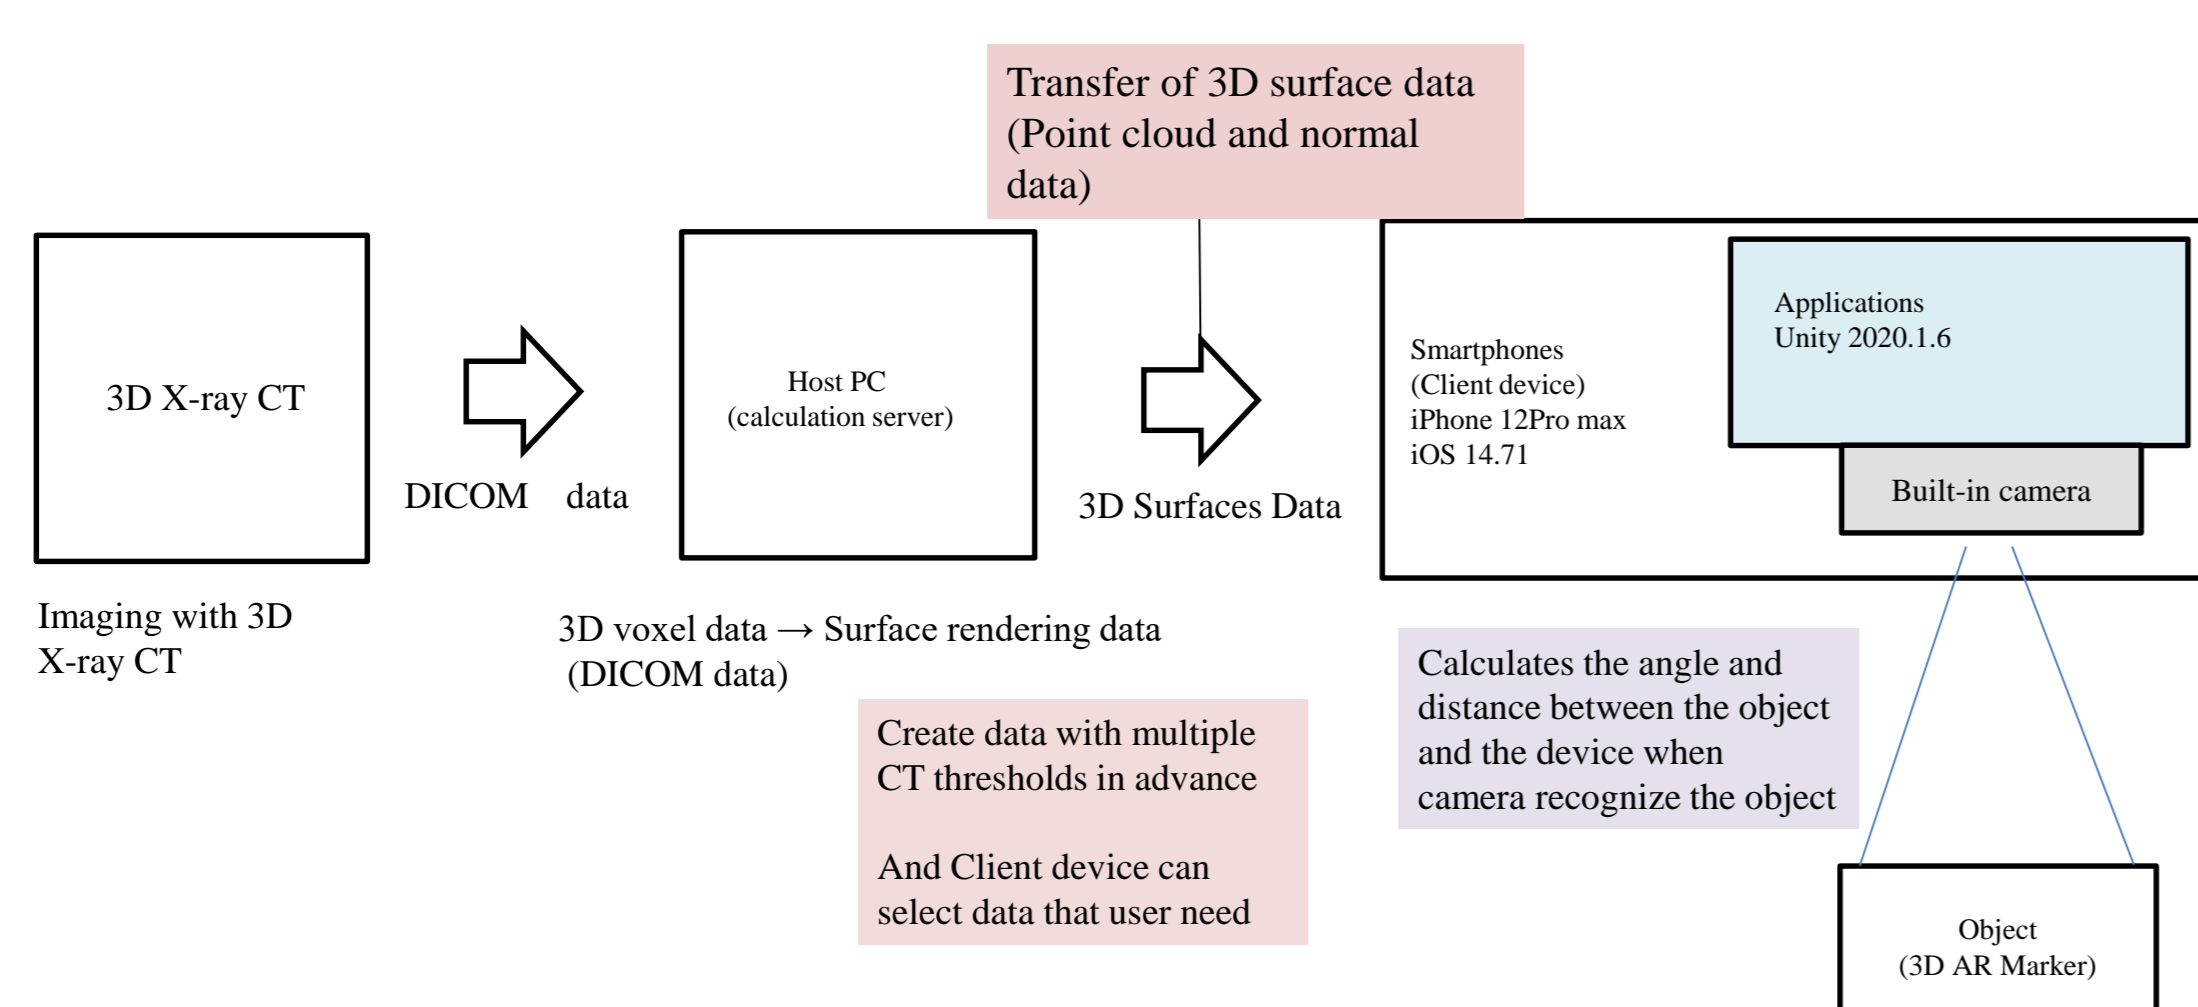 Transfer of 3D surface data
(Point cloud and normal
data)
3D X-ray CT
Imaging with 3D
X-ray CT
DICOM data
Host PC
(calculation server)
3D voxel data → Surface rendering data
(DICOM data)
Create data with multiple
CT thresholds in advance
And Client device can
select data that user need
3D Surfaces Data
Smartphones
(Client device)
iPhone 12Pro max
iOS 14.71
Applications
Unity 2020.1.6
Built-in camera
Calculates the angle and
distance between the object
and the device when
camera recognize the object
Object
(3D AR Marker)